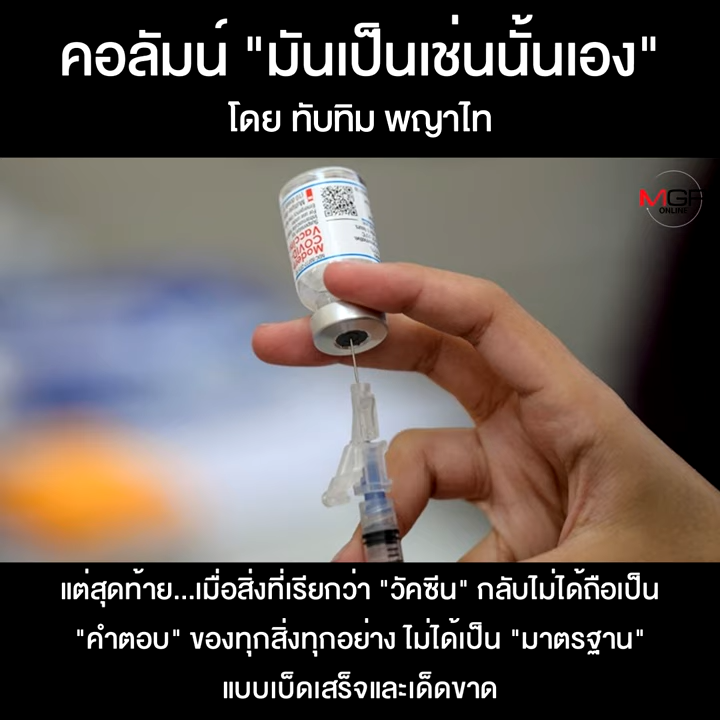 คอลัมน์ "มันเป็นเช่นนั้นเอง"
โดย ทับทิม พญาไท
MGR
ONLINE
Moderna
COVID-19
Vaccine
แต่สุดท้าย...เมื่อสิ่งที่เรียกว่า "วัคซีน" กลับไม่ได้ถือเป็น
"คำตอบ" ของทุกสิ่งทุกอย่าง ไม่ได้เป็น "มาตรฐาน"
แบบเบ็ดเสร็จและเด็ดขาด